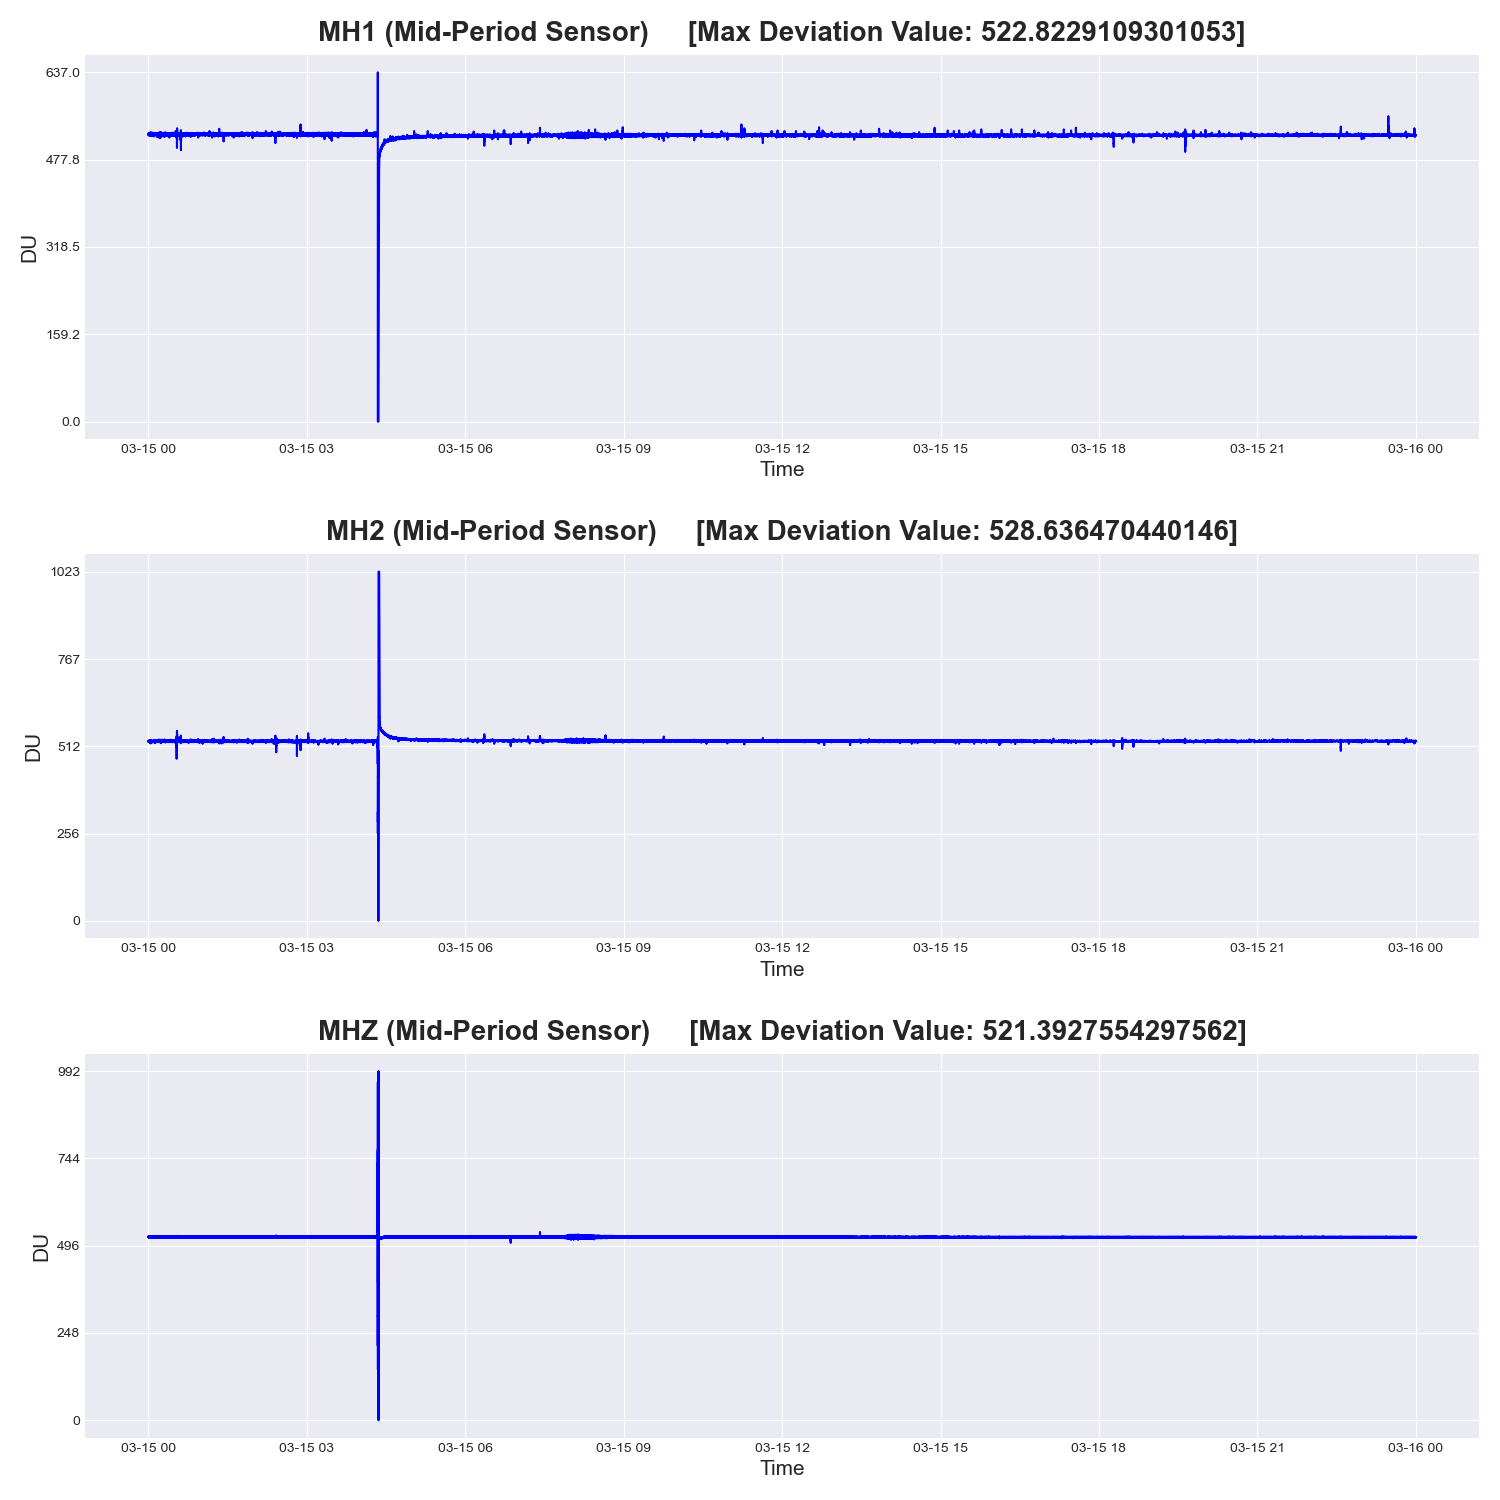 MH1 (Mid-Period Sensor) [Max Deviation Value: 522.8229109301053]
637.0
477.8
318.5
159.2
0.0
DU
03-15 00 03-15 03 03-15 06 03-15 09 03-15 12 03-15 15 03-15 18 03-15 21 03-16 00
Time
MH2 (Mid-Period Sensor) [Max Deviation Value: 528.636470440146]
1023
767
512
256
0
DU
03-15 00 03-15 03 03-15 06 03-15 09 03-15 12 03-15 15 03-15 18 03-15 21 03-16 00
Time
MHZ (Mid-Period Sensor) [Max Deviation Value: 521.3927554297562]
992
744
496
248
0
DU
03-15 00 03-15 03 03-15 06 03-15 09 03-15 12 03-15 15 03-15 18 03-15 21 03-16 00
Time